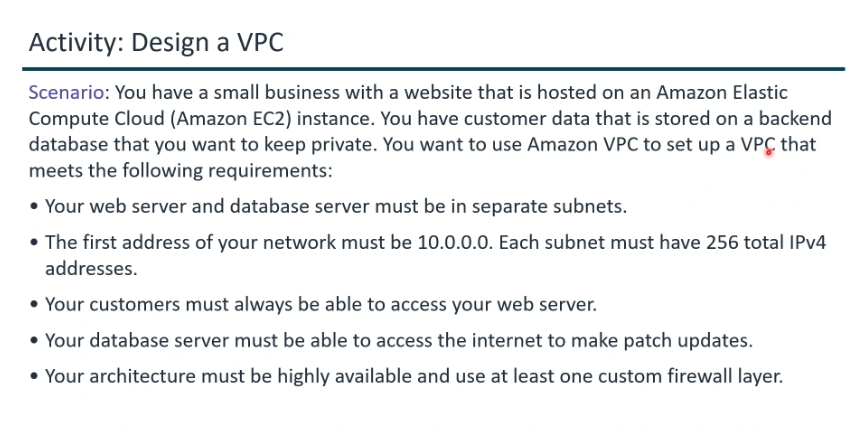 Activity: Design a VPC
Scenario: You have a small business with a website that is hosted on an Amazon Elastic
Compute Cloud (Amazon EC2) instance. You have customer data that is stored on a backend
database that you want to keep private. You want to use Amazon VPC to set up a VPC that
meets the following requirements:
• Your web server and database server must be in separate subnets.
• The first address of your network must be 10.0.0.0. Each subnet must have 256 total IPv4
addresses.
• Your customers must always be able to access your web server.
• Your database server must be able to access the internet to make patch updates.
• Your architecture must be highly available and use at least one custom firewall layer.